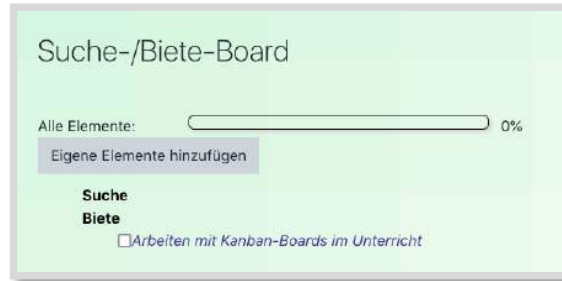 Suche-/Biete-Board
Alle Elemente: 0%
Eigene Elemente hinzufügen
Suche
Biete
Arbeiten mit Kanban-Boards im Unterricht